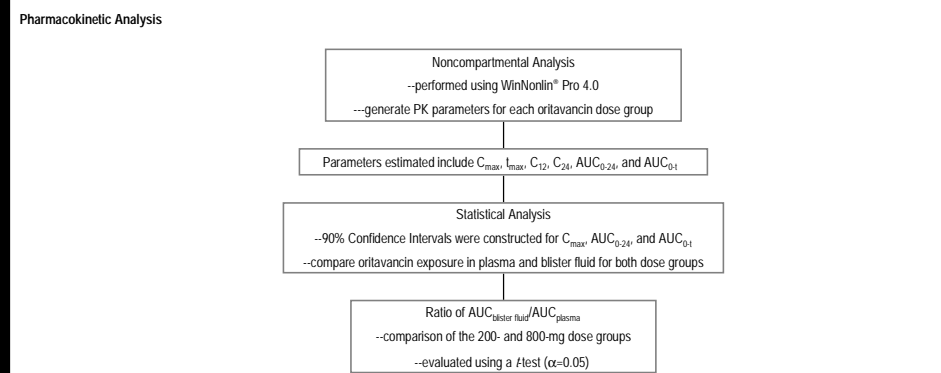 Pharmacokinetic Analysis
Noncompartmental Analysis
--performed using WinNonlin® Pro 4.0
---generate PK parameters for each oritavancin dose group
Parameters estimated include Cmax, tmax, C12, C24, AUC0-24, and AUC0-t
Statistical Analysis
--90% Confidence Intervals were constructed for Cmax, AUC0-24, and AUC0-t
--compare oritavancin exposure in plasma and blister fluid for both dose groups
Ratio of AUCblister fluid/AUCplasma
--comparison of the 200- and 800-mg dose groups
--evaluated using a t-test (α=0.05)